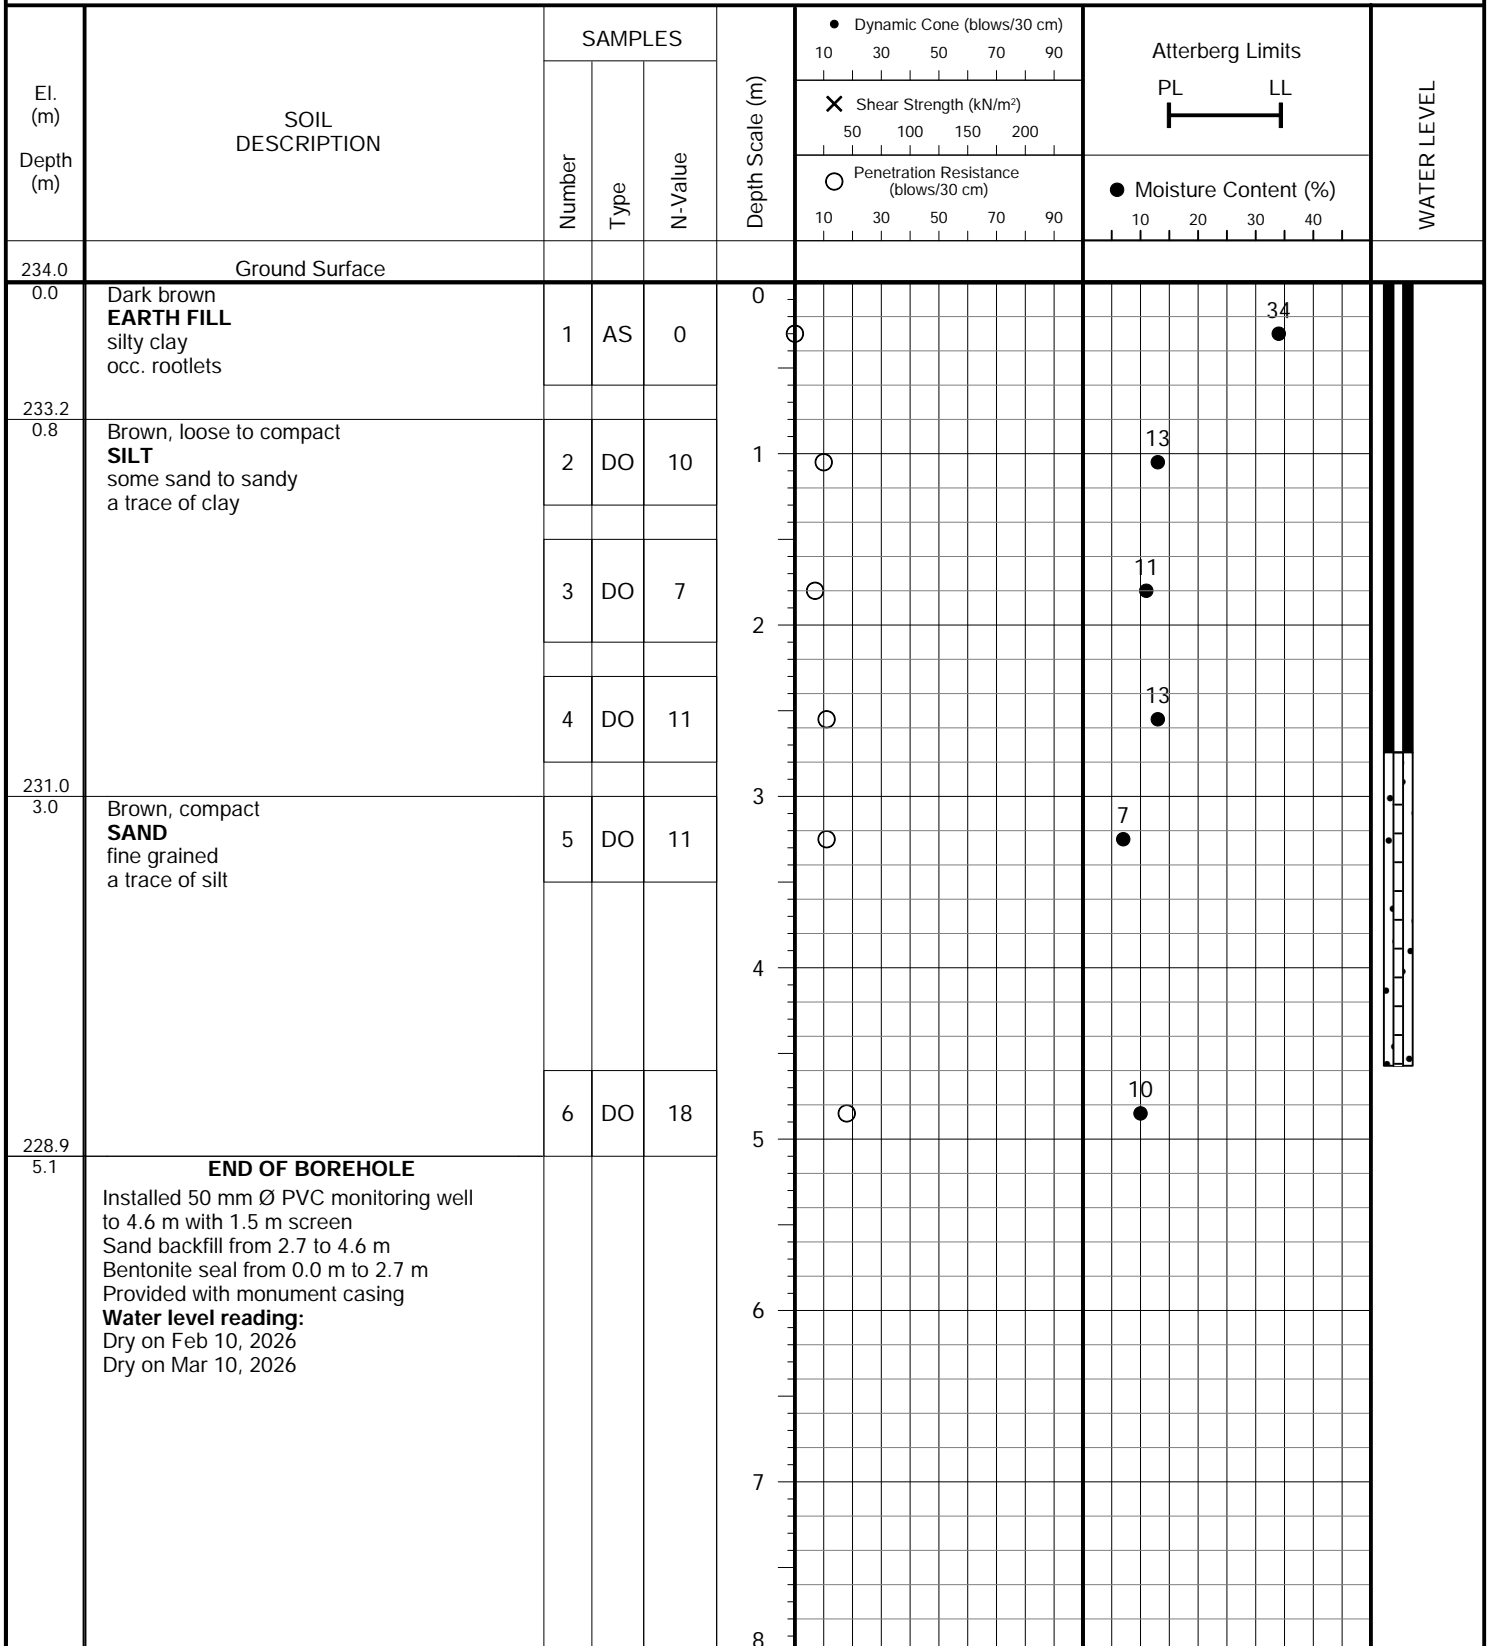 El.
(m)
Depth
(m)
SOIL
DESCRIPTION
SAMPLES
Number
Type
N-Value
Depth Scale (m)
Dynamic Cone (blows/30 cm)
10 30 50 70 90
Shear Strength (kN/m²)
50 100 150 200
Penetration Resistance
(blows/30 cm)
10 30 50 70 90
Atterberg Limits
PL LL
Moisture Content (%)
10 20 30 40
WATER LEVEL
234.0 Ground Surface
0.0 Dark brown 0
EARTH FILL 34
silty clay 1 AS 0
occ. rootlets
233.2
0.8 Brown, loose to compact 13
SILT 2 DO 10 1
some sand to sandy
a trace of clay
11
3 DO 7
2
13
4 DO 11
231.0
3.0 Brown, compact 3
SAND 5 DO 11 7
fine grained
a trace of silt
4
10
6 DO 18
228.9 5
5.1 END OF BOREHOLE
Installed 50 mm Ø PVC monitoring well
to 4.6 m with 1.5 m screen
Sand backfill from 2.7 to 4.6 m
Bentonite seal from 0.0 m to 2.7 m
Provided with monument casing
Water level reading: 6
Dry on Feb 10, 2026
Dry on Mar 10, 2026
7
8